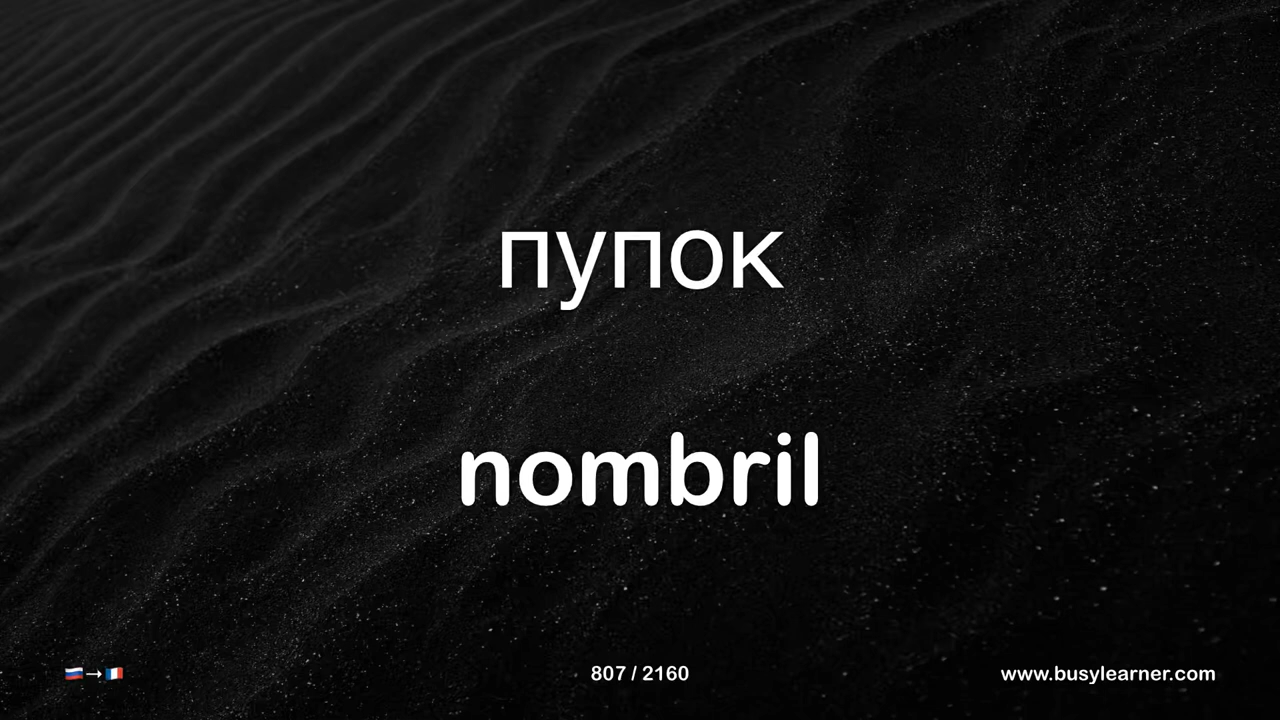 пупок
nombril
🇷🇺→🇫🇷
807 / 2160
www.busylearner.com